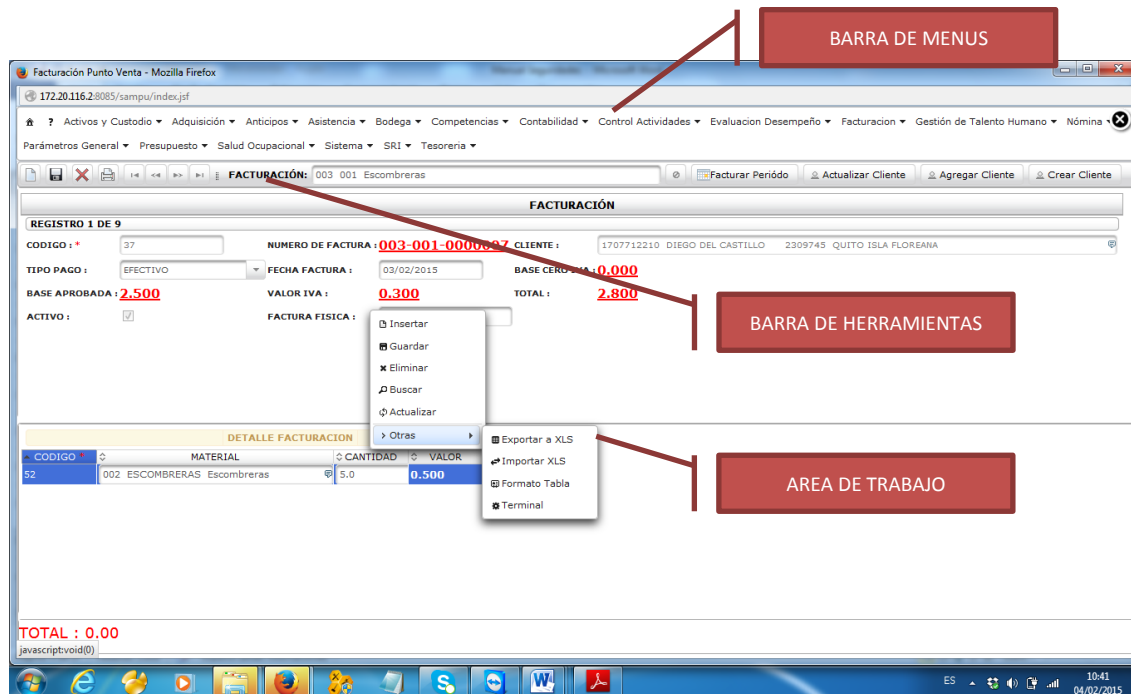 BARRA DE MENUS
Facturación Punto Venta - Mozilla Firefox
172.20.116.2:8085/sampu/index.jsf
? Activos y Custodio Adquisición Anticipos Asistencia Bodega Competencias Contabilidad Control Actividades Evaluacion Desempeño Facturacion Gestión de Talento Humano Nómina
Parámetros General Presupuesto Salud Ocupacional Sistema SRI Tesoreria
FACTURACIÓN: 003 001 Escombreras Facturar Periódo Actualizar Cliente Agregar Cliente Crear Cliente
FACTURACIÓN
REGISTRO 1 DE 9
CODIGO : * 37 NUMERO DE FACTURA : 003-001-0000007 CLIENTE : 1707712210 DIEGO DEL CASTILLO 2309745 QUITO ISLA FLOREANA
TIPO PAGO : EFECTIVO FECHA FACTURA : 03/02/2015 BASE CERO IVA : 0.000
BASE APROBADA : 2.500 VALOR IVA : 0.300 TOTAL : 2.800
ACTIVO : FACTURA FISICA :
BARRA DE HERRAMIENTAS
Insertar
Guardar
Eliminar
Buscar
Actualizar
Otras
Exportar a XLS
Importar XLS
Formato Tabla
Terminal
DETALLE FACTURACION
CODIGO * MATERIAL CANTIDAD VALOR
52 002 ESCOMBRERAS Escombreras 5.0 0.500
AREA DE TRABAJO
TOTAL : 0.00
javascript:void(0)
ES 10:41
04/02/2015